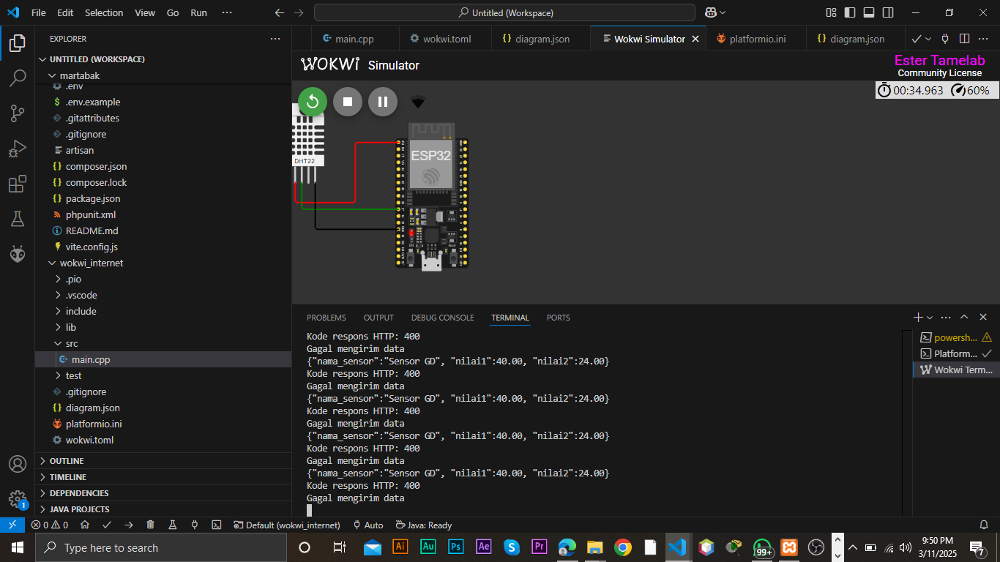 File Edit Selection View Go Run ··· Untitled (Workspace)
EXPLORER ···
UNTITLED (WORKSPACE)
martabak
.env
$ .env.example
.gitattributes
.gitignore
artisan
{} composer.json
{} composer.lock
{} package.json
phpunit.xml
README.md
vite.config.js
wokwi_internet
.pio
.vscode
include
lib
src
main.cpp
test
.gitignore
{} diagram.json
platformio.ini
wokwi.toml
OUTLINE
TIMELINE
DEPENDENCIES
JAVA PROJECTS
main.cpp wokwi.toml {} diagram.json Wokwi Simulator platformio.ini {} diagram.json ···
WOKWi Simulator
Ester Tamelab
Community License
00:34.963 60%
DHT22
ESP32
PROBLEMS OUTPUT DEBUG CONSOLE TERMINAL PORTS
Kode respons HTTP: 400
Gagal mengirim data
{"nama_sensor":"Sensor GD", "nilai1":40.00, "nilai2":24.00}
Kode respons HTTP: 400
Gagal mengirim data
{"nama_sensor":"Sensor GD", "nilai1":40.00, "nilai2":24.00}
Kode respons HTTP: 400
Gagal mengirim data
{"nama_sensor":"Sensor GD", "nilai1":40.00, "nilai2":24.00}
Kode respons HTTP: 400
Gagal mengirim data
{"nama_sensor":"Sensor GD", "nilai1":40.00, "nilai2":24.00}
Kode respons HTTP: 400
Gagal mengirim data
powersh...
Platform...
Wokwi Term...
1
0 0 Default (wokwi_internet) Auto Java: Ready
Type here to search
Ai Au Ps Ae Pr 99+
9:50 PM
3/11/2025
7